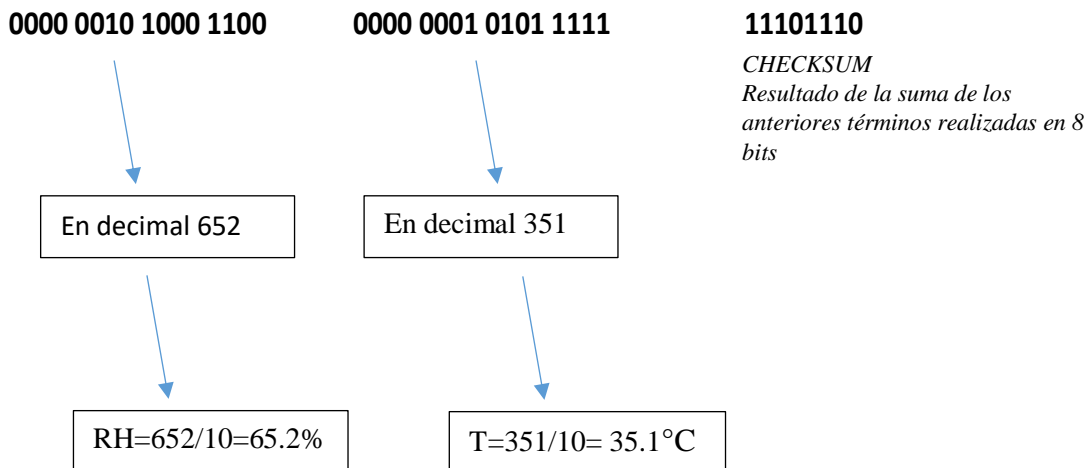 0000 0010 1000 1100 0000 0001 0101 1111 11101110
CHECKSUM
Resultado de la suma de los
anteriores términos realizadas en 8
bits
En decimal 652
En decimal 351
RH=652/10=65.2%
T=351/10= 35.1°C